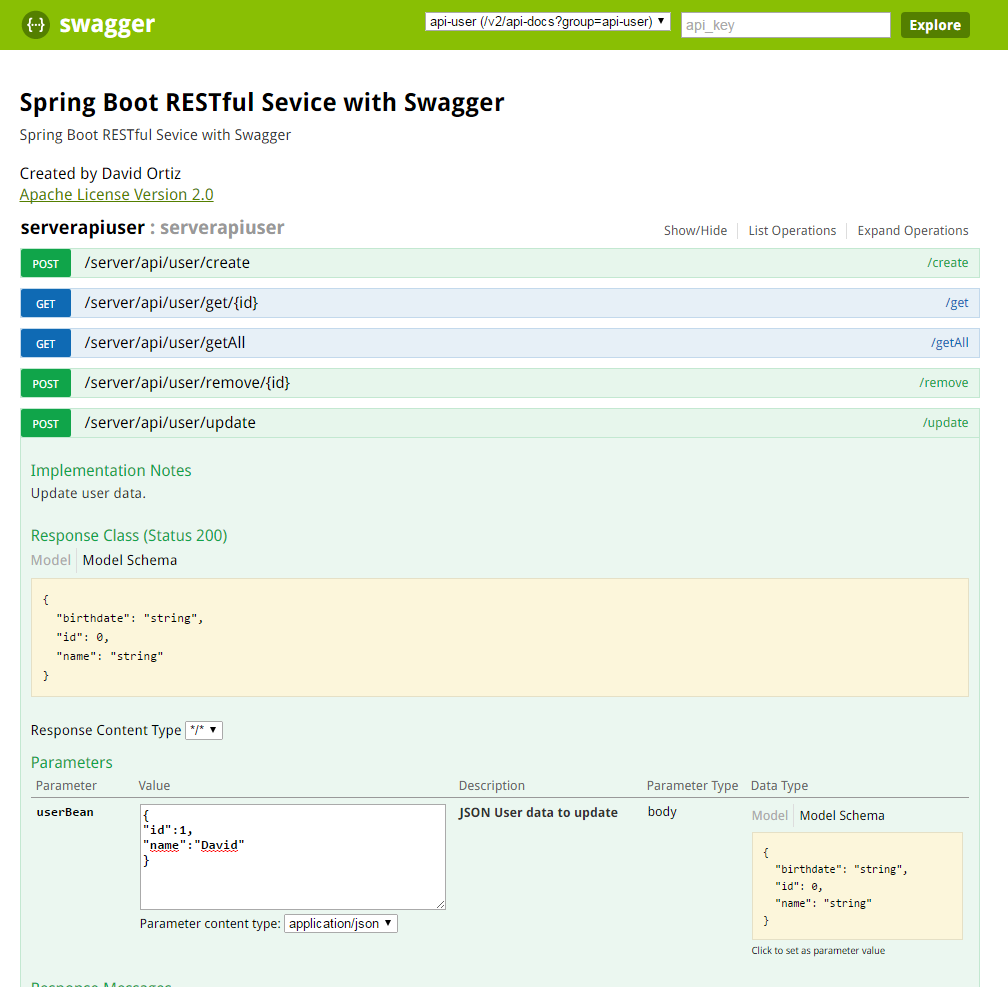 {···} swagger api-user (/v2/api-docs?group=api-user) ▼ api_key Explore
Spring Boot RESTful Sevice with Swagger
Spring Boot RESTful Sevice with Swagger
Created by David Ortiz
Apache License Version 2.0
serverapiuser : serverapiuser Show/Hide List Operations Expand Operations
POST /server/api/user/create /create
GET /server/api/user/get/{id} /get
GET /server/api/user/getAll /getAll
POST /server/api/user/remove/{id} /remove
POST /server/api/user/update /update
Implementation Notes
Update user data.
Response Class (Status 200)
Model Model Schema
{
"birthdate": "string",
"id": 0,
"name": "string"
}
Response Content Type */* ▼
Parameters
Parameter Value Description Parameter Type Data Type
userBean
{
"id":1,
"name":"David"
}
Parameter content type: application/json ▼
JSON User data to update
body
Model Model Schema
{
"birthdate": "string",
"id": 0,
"name": "string"
}
Click to set as parameter value
Response Messages